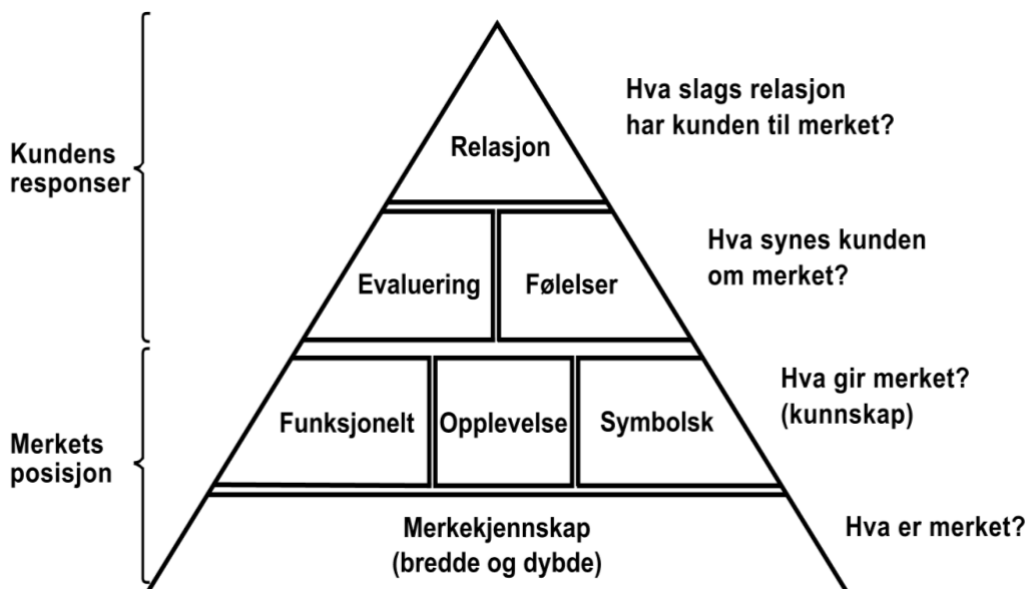 Hva slags relasjon
har kunden til merket?
Relasjon
Kundens
responser
Hva synes kunden
om merket?
Evaluering
Følelser
Hva gir merket?
(kunnskap)
Funksjonelt
Opplevelse
Symbolsk
Merkets
posisjon
Merkekjennskap
(bredde og dybde)
Hva er merket?